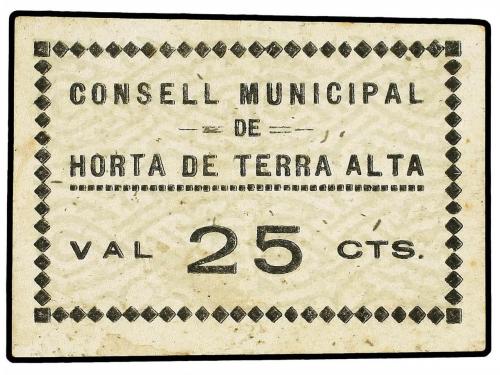 CONSELL MUNICIPAL
DE
HORTA DE TERRA ALTA
VAL 25 CTS.